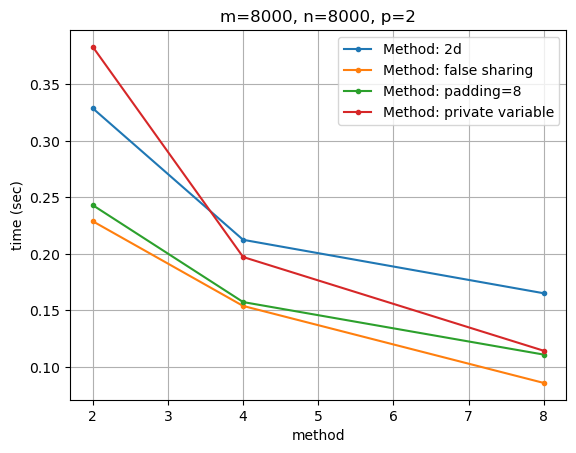 m=8000, n=8000, p=2
Method: 2d
Method: false sharing
Method: padding=8
Method: private variable
time (sec)
0.35
0.30
0.25
0.20
0.15
0.10
2 3 4 5 6 7 8
method